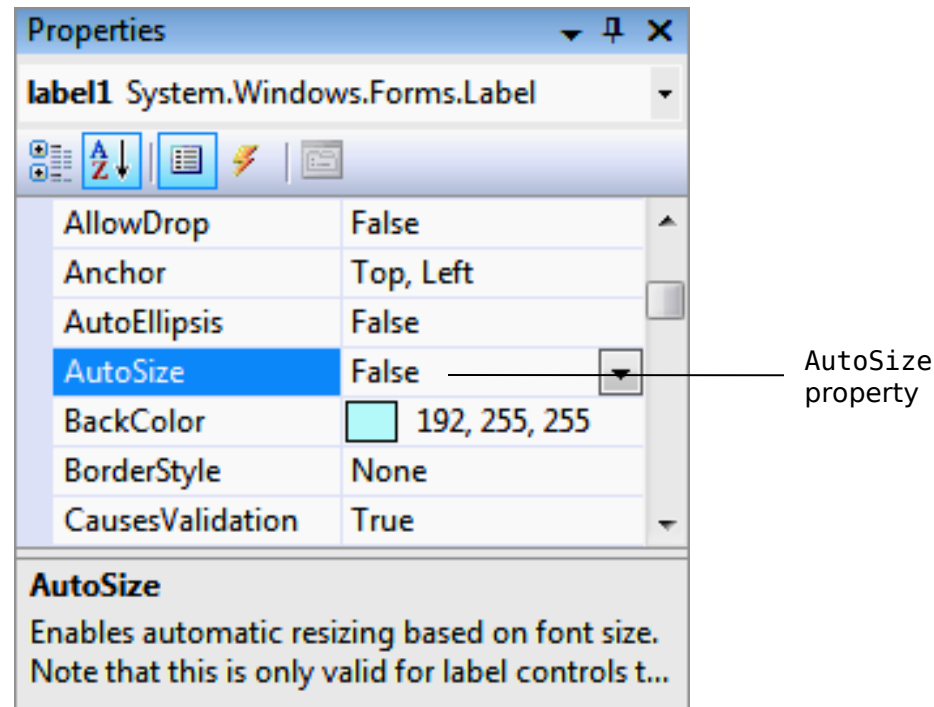 Properties
label1 System.Windows.Forms.Label
A
Z
AllowDrop False
Anchor Top, Left
AutoEllipsis False
AutoSize False
AutoSize
property
BackColor 192, 255, 255
BorderStyle None
CausesValidation True
AutoSize
Enables automatic resizing based on font size.
Note that this is only valid for label controls t...